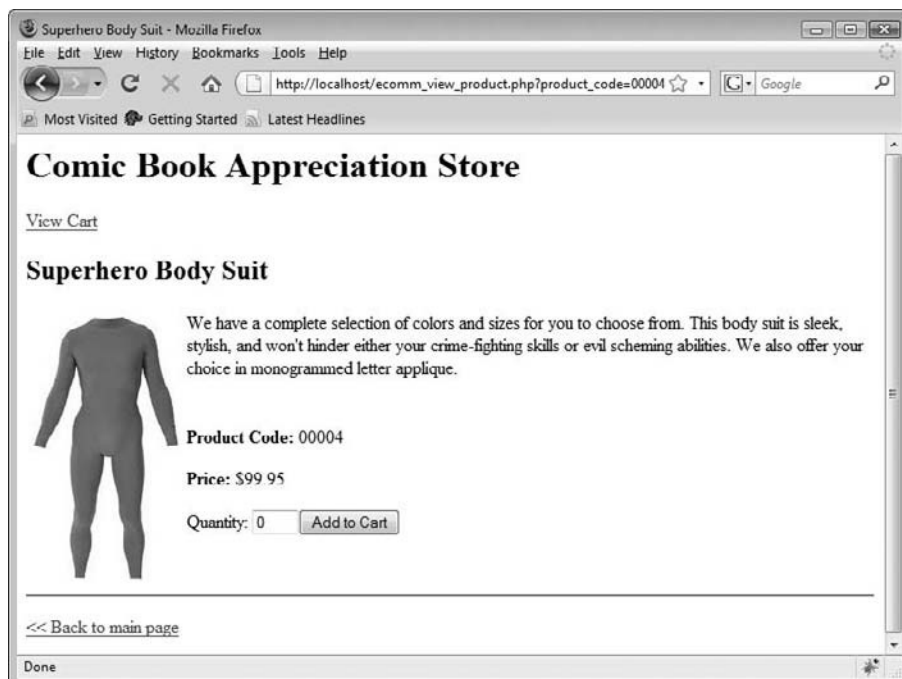 Superhero Body Suit - Mozilla Firefox
File Edit View History Bookmarks Tools Help
http://localhost/ecomm_view_product.php?product_code=00004
Google
Most Visited Getting Started Latest Headlines
Comic Book Appreciation Store
View Cart
Superhero Body Suit
We have a complete selection of colors and sizes for you to choose from. This body suit is sleek,
stylish, and won't hinder either your crime-fighting skills or evil scheming abilities. We also offer your
choice in monogrammed letter applique.
Product Code: 00004
Price: $99.95
Quantity: 0 Add to Cart
<< Back to main page
Done